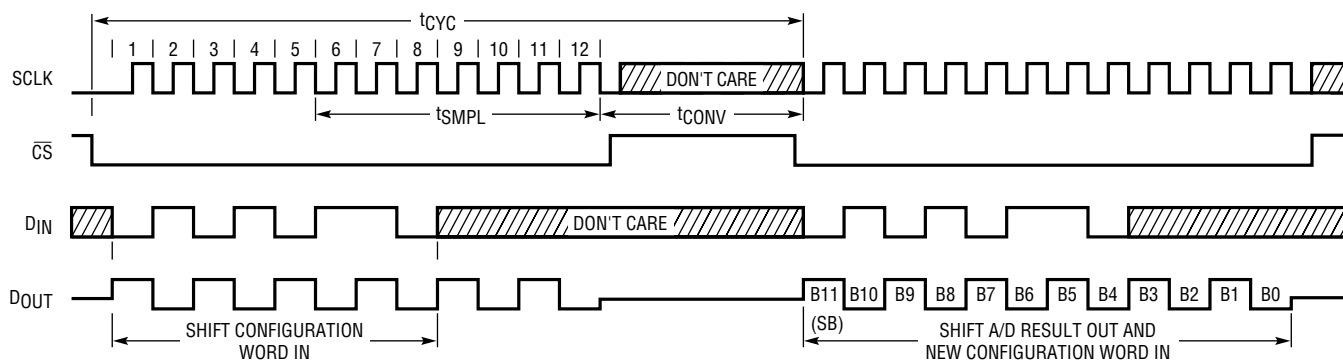 tCYC
1 2 3 4 5 6 7 8 9 10 11 12
SCLK
DON'T CARE
tSMPL
tCONV
CS
DIN
DON'T CARE
DOUT
B11 B10 B9 B8 B7 B6 B5 B4 B3 B2 B1 B0
(SB)
SHIFT CONFIGURATION
WORD IN
SHIFT A/D RESULT OUT AND
NEW CONFIGURATION WORD IN